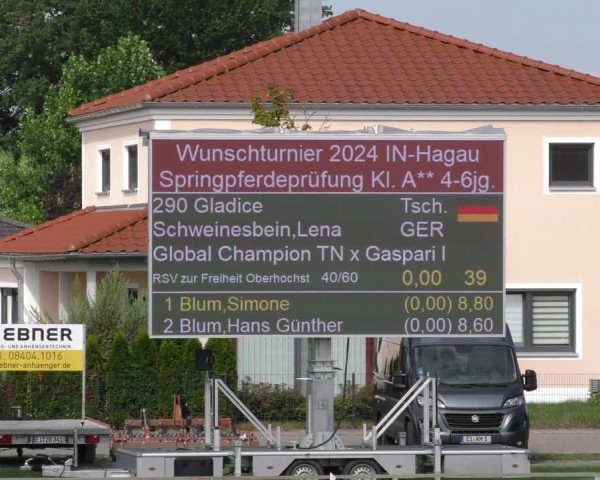 Wunschturnier 2024 IN-Hagau
Springpferdeprüfung Kl. A** 4-6jg.
290 Gladice Tsch.
Schweinesbein,Lena GER
Global Champion TN x Gaspari I
RSV zur Freiheit Oberhochst 40/60 0,00 39
1 Blum,Simone (0,00) 8,80
2 Blum,Hans Günther (0,00) 8,60
EBNER
G- UND ANHÄNGERTECHNIK
l. 08404.1016
ebner-anhaenger.de